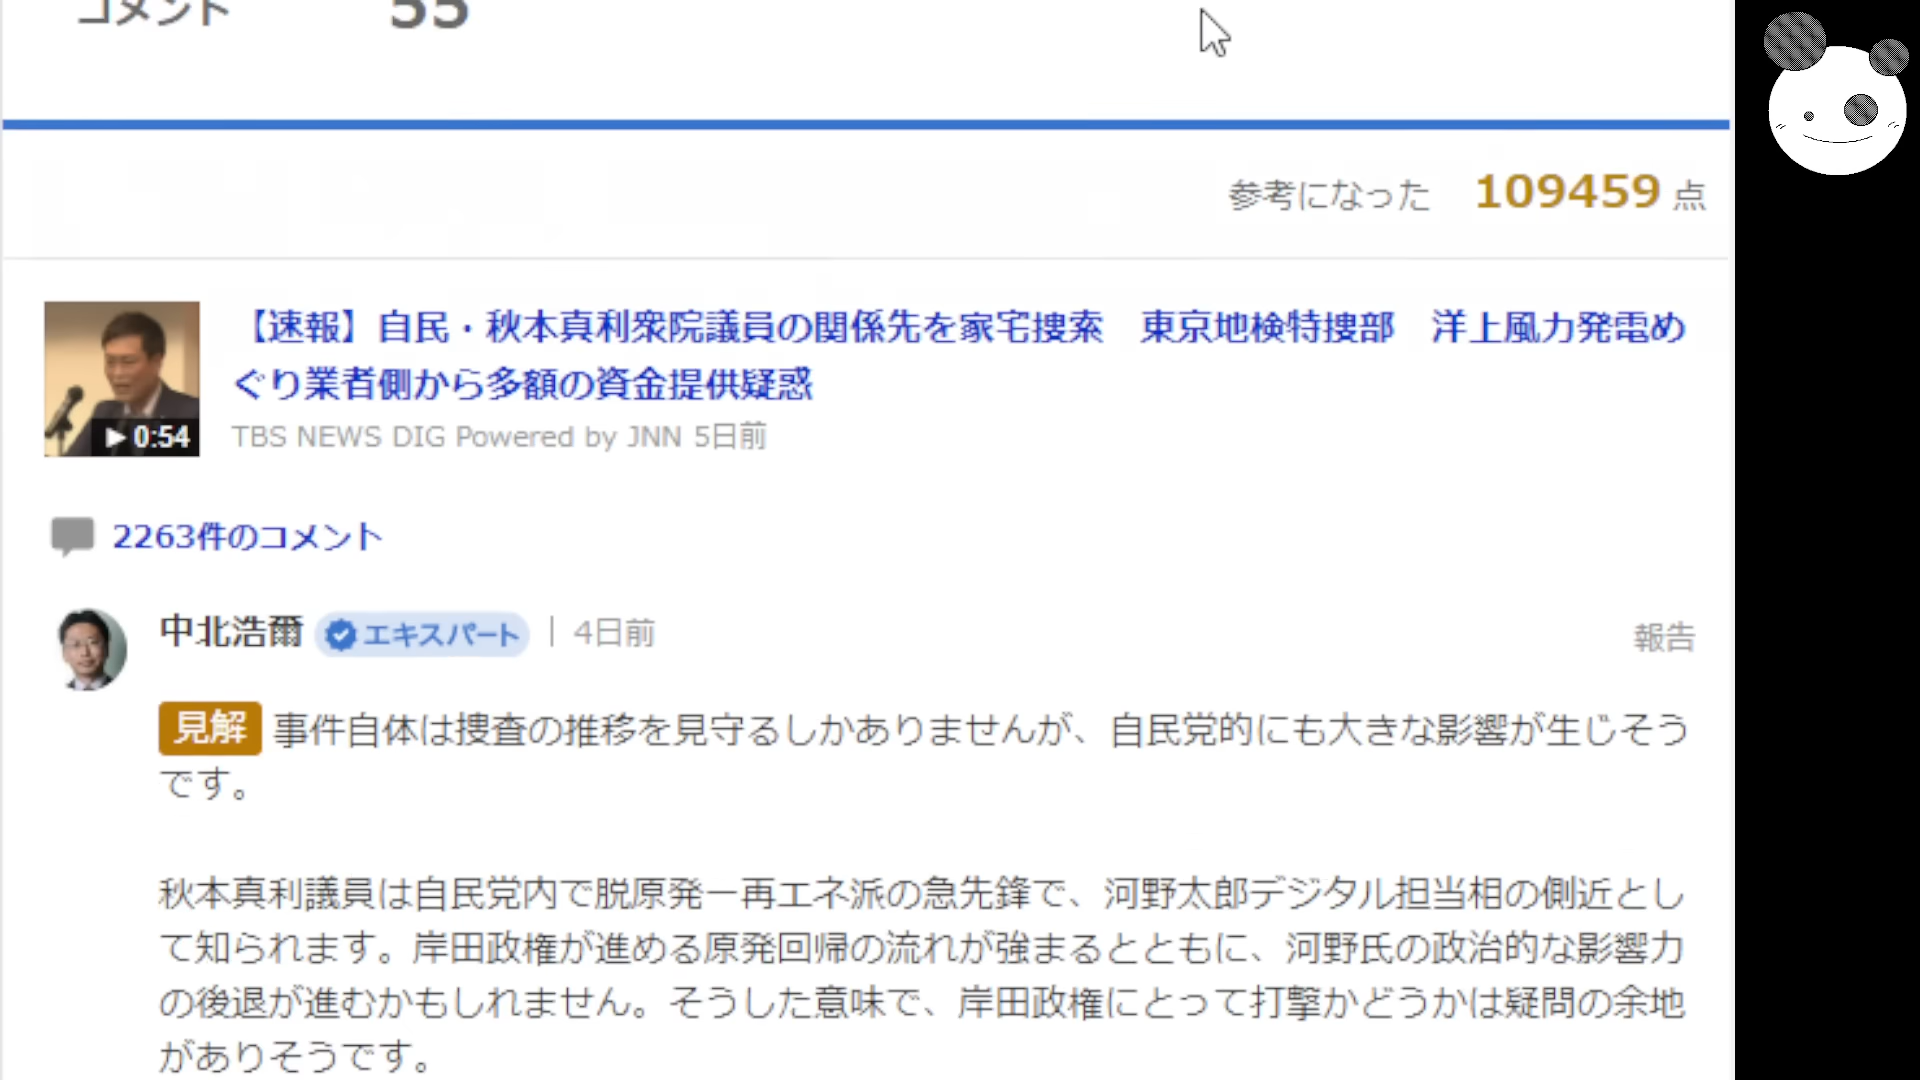 コメント 55
参考になった 109459 点
【速報】自民・秋本真利衆院議員の関係先を家宅捜索　東京地検特捜部　洋上風力発電め
ぐり業者側から多額の資金提供疑惑
0:54
TBS NEWS DIG Powered by JNN 5日前
2263件のコメント
中北浩爾 エキスパート | 4日前 報告
見解 事件自体は捜査の推移を見守るしかありませんが、自民党的にも大きな影響が生じそう
です。
秋本真利議員は自民党内で脱原発ー再エネ派の急先鋒で、河野太郎デジタル担当相の側近とし
て知られます。岸田政権が進める原発回帰の流れが強まるとともに、河野氏の政治的な影響力
の後退が進むかもしれません。そうした意味で、岸田政権にとって打撃かどうかは疑問の余地
がありそうです。